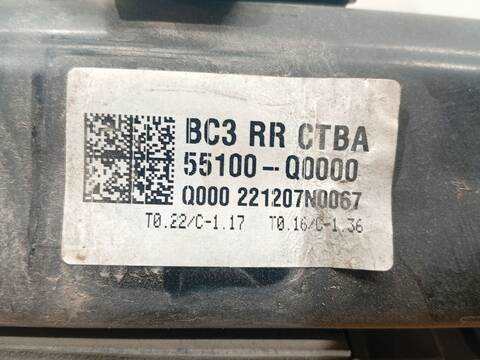 BC3 RR CTBA
55100-Q0000
Q000 221207N0067
T0.22/C-1.17 T0.16/C-1.36